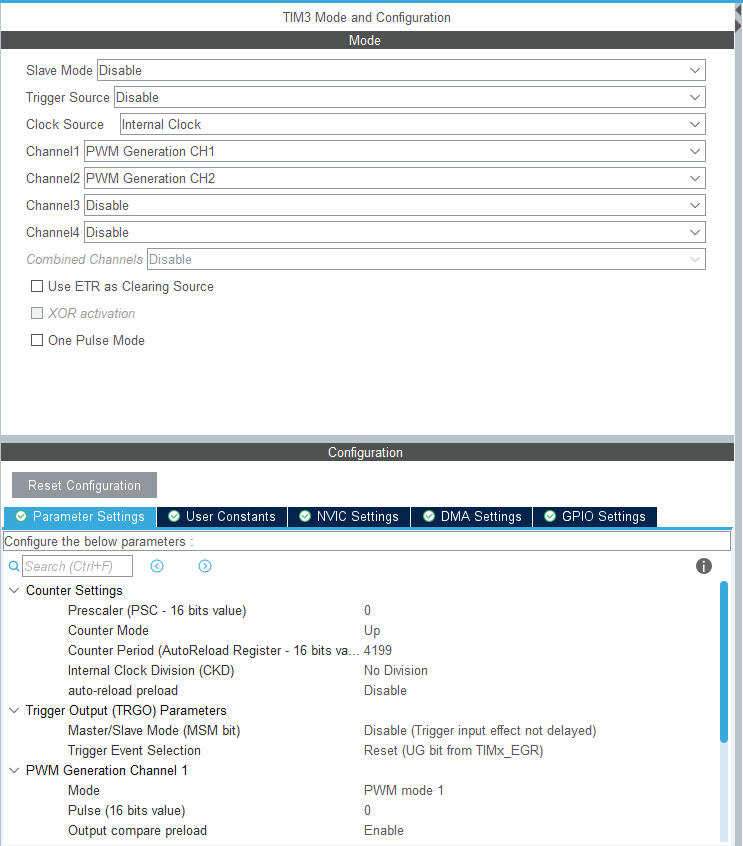 TIM3 Mode and Configuration
Mode
Slave Mode Disable
Trigger Source Disable
Clock Source Internal Clock
Channel1 PWM Generation CH1
Channel2 PWM Generation CH2
Channel3 Disable
Channel4 Disable
Combined Channels Disable
Use ETR as Clearing Source
XOR activation
One Pulse Mode
Configuration
Reset Configuration
Parameter Settings User Constants NVIC Settings DMA Settings GPIO Settings
Configure the below parameters :
Search (Ctrl+F)
Counter Settings
Prescaler (PSC - 16 bits value) 0
Counter Mode Up
Counter Period (AutoReload Register - 16 bits va... 4199
Internal Clock Division (CKD) No Division
auto-reload preload Disable
Trigger Output (TRGO) Parameters
Master/Slave Mode (MSM bit) Disable (Trigger input effect not delayed)
Trigger Event Selection Reset (UG bit from TIMx_EGR)
PWM Generation Channel 1
Mode PWM mode 1
Pulse (16 bits value) 0
Output compare preload Enable